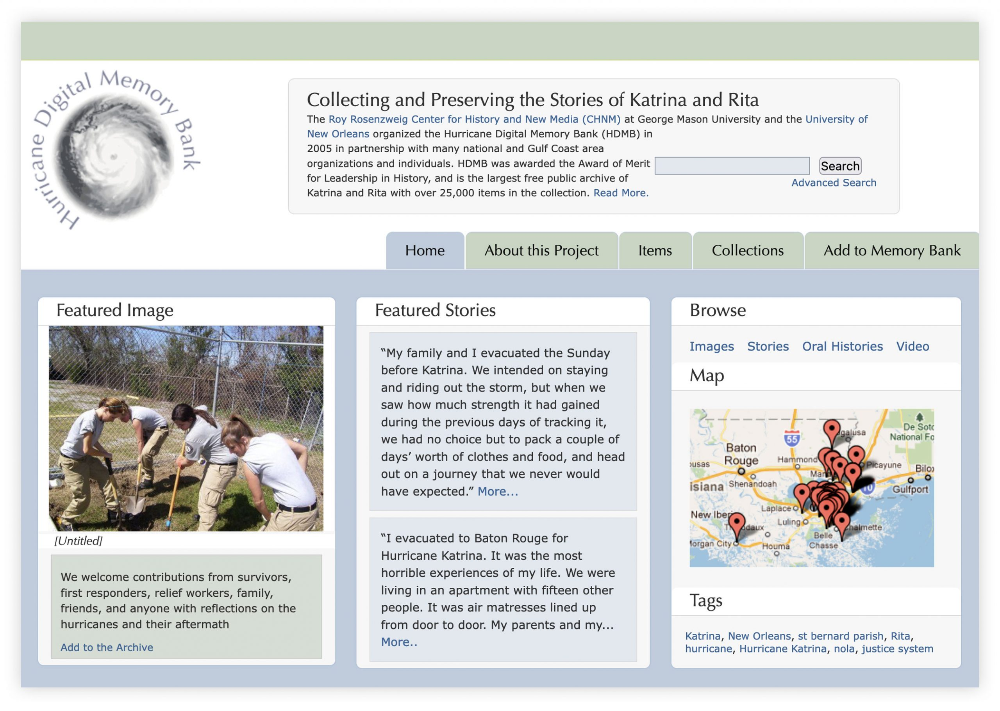 Hurricane Digital Memory Bank
Collecting and Preserving the Stories of Katrina and Rita
The Roy Rosenzweig Center for History and New Media (CHNM) at George Mason University and the University of
New Orleans organized the Hurricane Digital Memory Bank (HDMB) in
2005 in partnership with many national and Gulf Coast area
organizations and individuals. HDMB was awarded the Award of Merit
for Leadership in History, and is the largest free public archive of
Katrina and Rita with over 25,000 items in the collection. Read More.
Search
Advanced Search
Home
About this Project
Items
Collections
Add to Memory Bank
Featured Image
[Untitled]
We welcome contributions from survivors,
first responders, relief workers, family,
friends, and anyone with reflections on the
hurricanes and their aftermath
Add to the Archive
Featured Stories
“My family and I evacuated the Sunday
before Katrina. We intended on staying
and riding out the storm, but when we
saw how much strength it had gained
during the previous days of tracking it,
we had no choice but to pack a couple of
days’ worth of clothes and food, and head
out on a journey that we never would
have expected.” More...
“I evacuated to Baton Rouge for
Hurricane Katrina. It was the most
horrible experiences of my life. We were
living in an apartment with fifteen other
people. It was air matresses lined up
from door to door. My parents and my...
More..
Browse
Images Stories Oral Histories Video
Map
De Soto
National Fo
galusa
55
Baton
Rouge
Hammond
Picayune
ousas
Man
Bilox
isiana
Shenandoah
10
Gulfport
Laplace
New Iberi
Luling
Th odaux
halmette
Belle
Chasse
Morgan City
Houma
Tags
Katrina, New Orleans, st bernard parish, Rita,
hurricane, Hurricane Katrina, nola, justice system